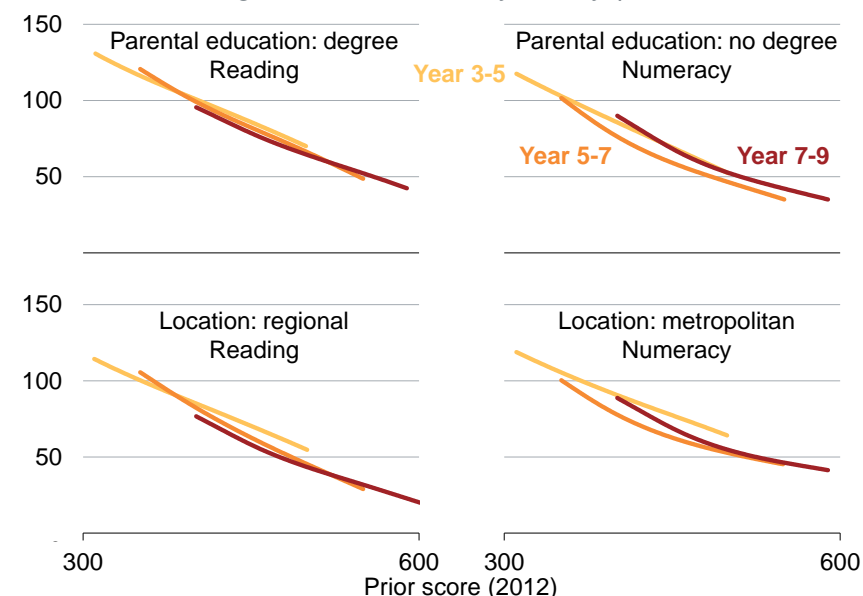 150
Parental education: degree
Reading
Parental education: no degree
Numeracy
Year 3-5
100
Year 5-7
Year 7-9
50
150
Location: regional
Reading
Location: metropolitan
Numeracy
100
50
300
600
300
600
Prior score (2012)